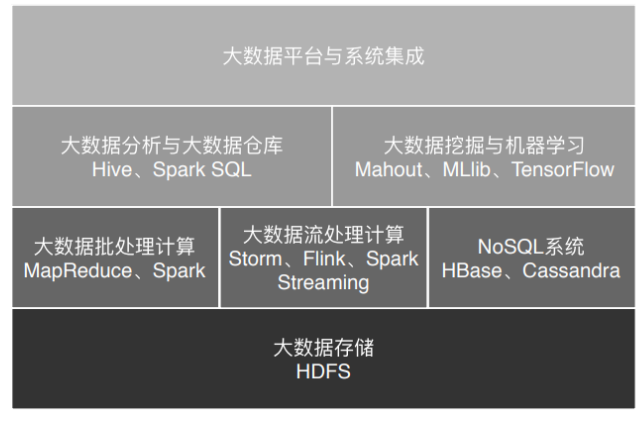 大数据平台与系统集成
大数据分析与大数据仓库
Hive、Spark SQL
大数据挖掘与机器学习
Mahout、MLlib、TensorFlow
大数据批处理计算
MapReduce、Spark
大数据流处理计算
Storm、Flink、Spark
Streaming
NoSQL系统
HBase、Cassandra
大数据存储
HDFS